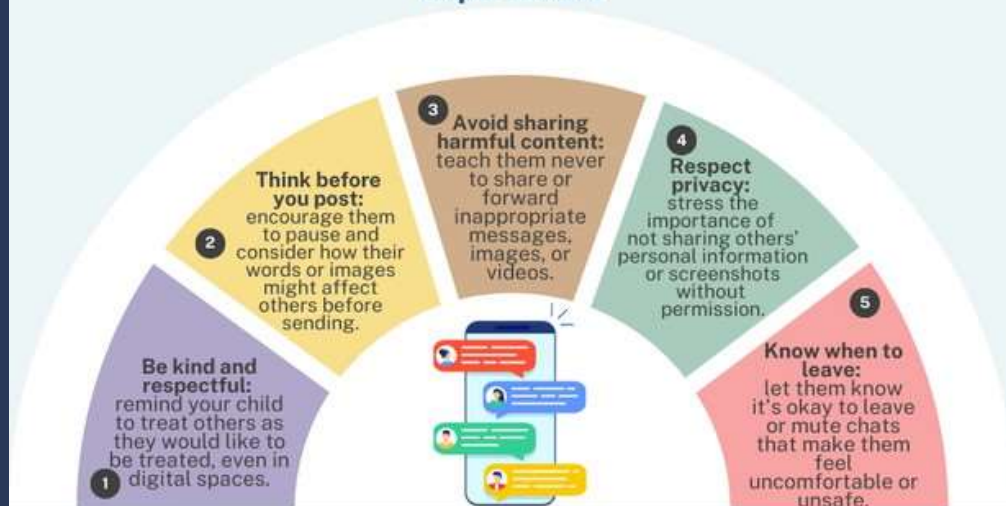 1
Be kind and
respectful:
remind your child
to treat others as
they would like to
be treated, even in
digital spaces.
2
Think before
you post:
encourage them
to pause and
consider how their
words or images
might affect
others before
sending.
3
Avoid sharing
harmful content:
teach them never
to share or
forward
inappropriate
messages,
images, or
videos.
4
Respect
privacy:
stress the
importance of
not sharing others'
personal information
or screenshots
without
permission.
5
Know when to
leave:
let them know
it's okay to leave
or mute chats
that make them
feel
uncomfortable or
unsafe.